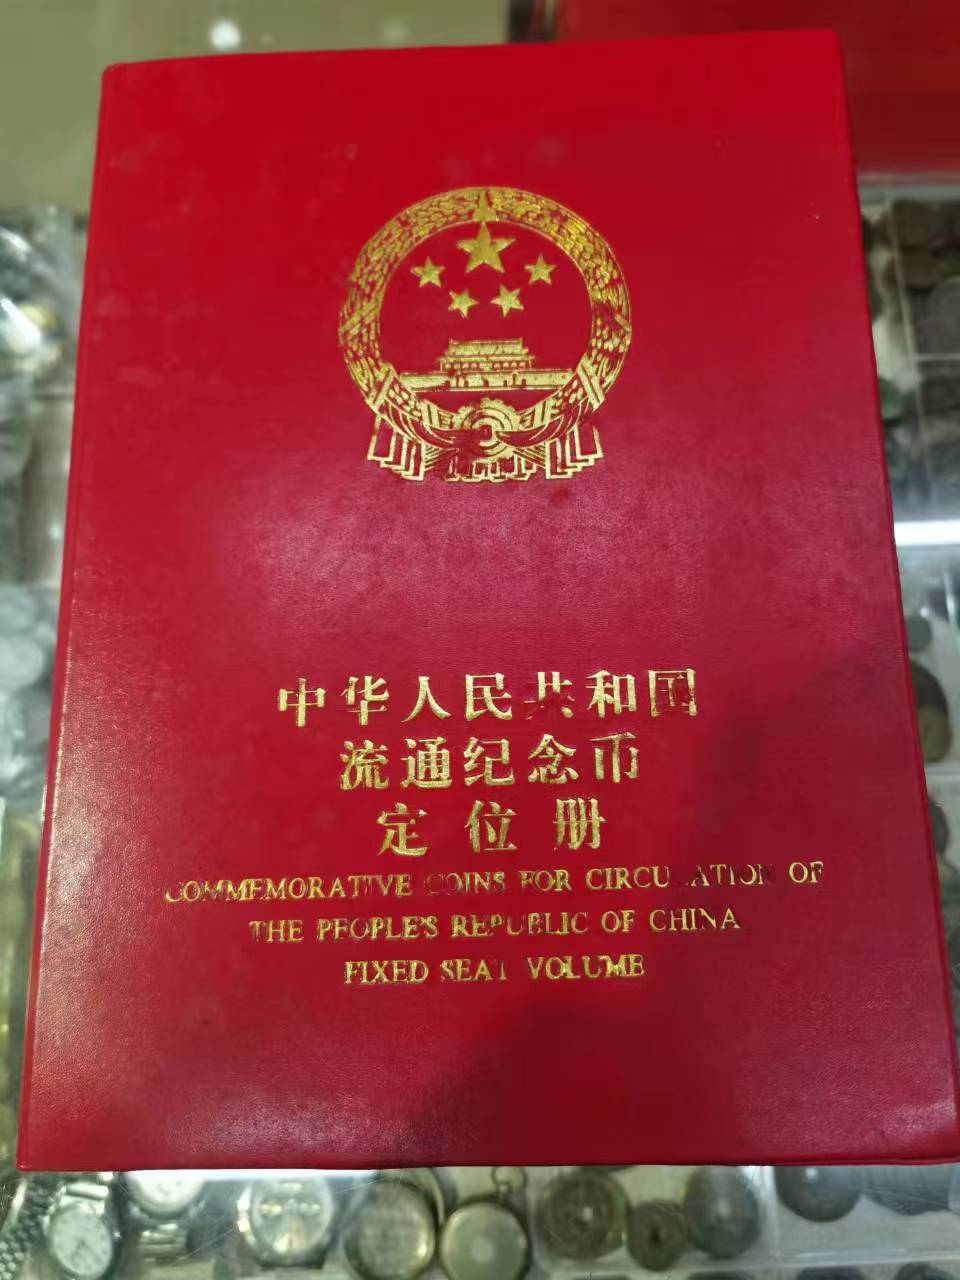 中华人民共和国
流通纪念币
定位册
COMMEMORATIVE COINS FOR CIRCULATION OF
THE PEOPLE'S REPUBLIC OF CHINA
FIXED SEAT VOLUME